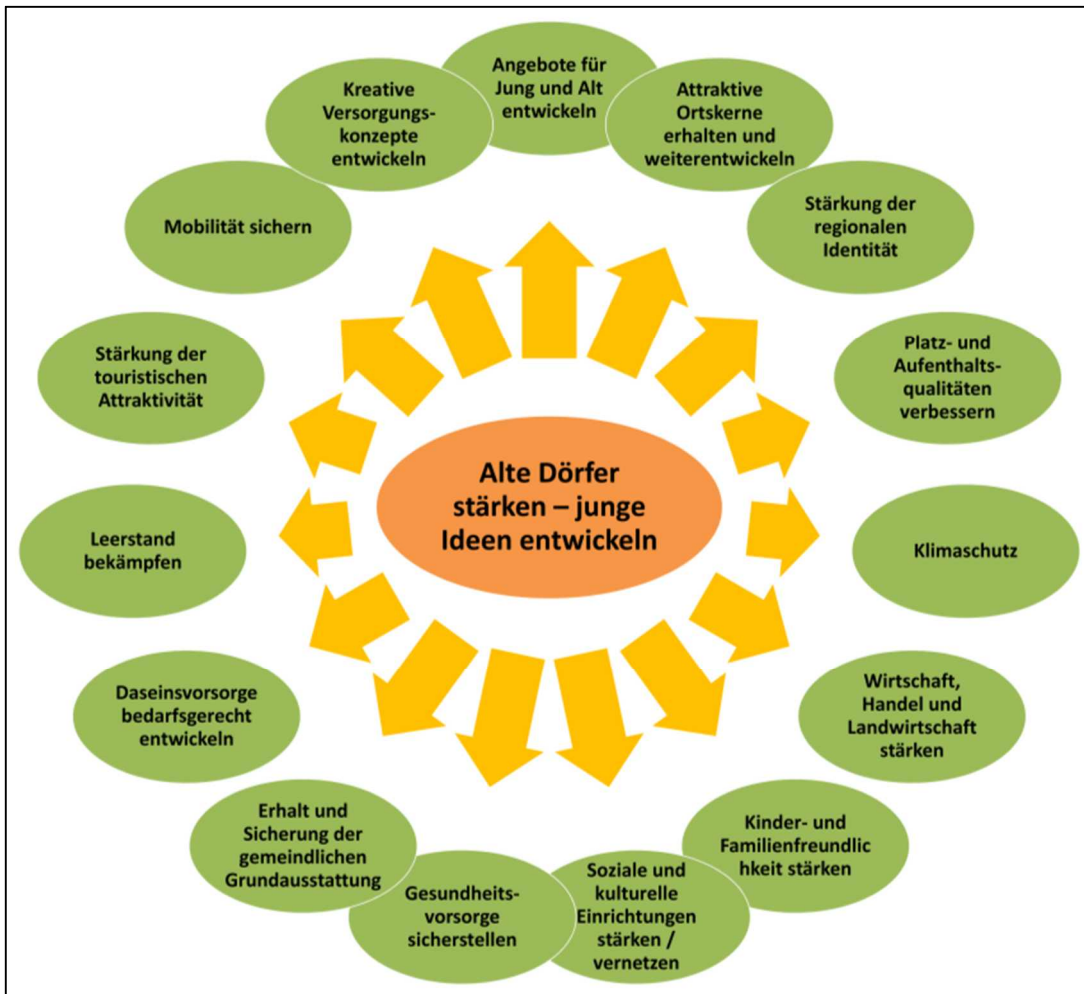 Angebote für
Jung und Alt
entwickeln
Attraktive
Ortskerne
erhalten und
weiterentwickeln
Stärkung der
regionalen
Identität
Platz- und
Aufenthalts-
qualitäten
verbessern
Klimaschutz
Wirtschaft,
Handel und
Landwirtschaft
stärken
Kinder- und
Familienfreundlic
hkeit stärken
Soziale und
kulturelle
Einrichtungen
stärken /
vernetzen
Gesundheits-
vorsorge
sicherstellen
Erhalt und
Sicherung der
gemeindlichen
Grundausstattung
Daseinsvorsorge
bedarfsgerecht
entwickeln
Leerstand
bekämpfen
Stärkung der
touristischen
Attraktivität
Mobilität sichern
Kreative
Versorgungs-
konzepte
entwickeln
Alte Dörfer
stärken – junge
Ideen entwickeln